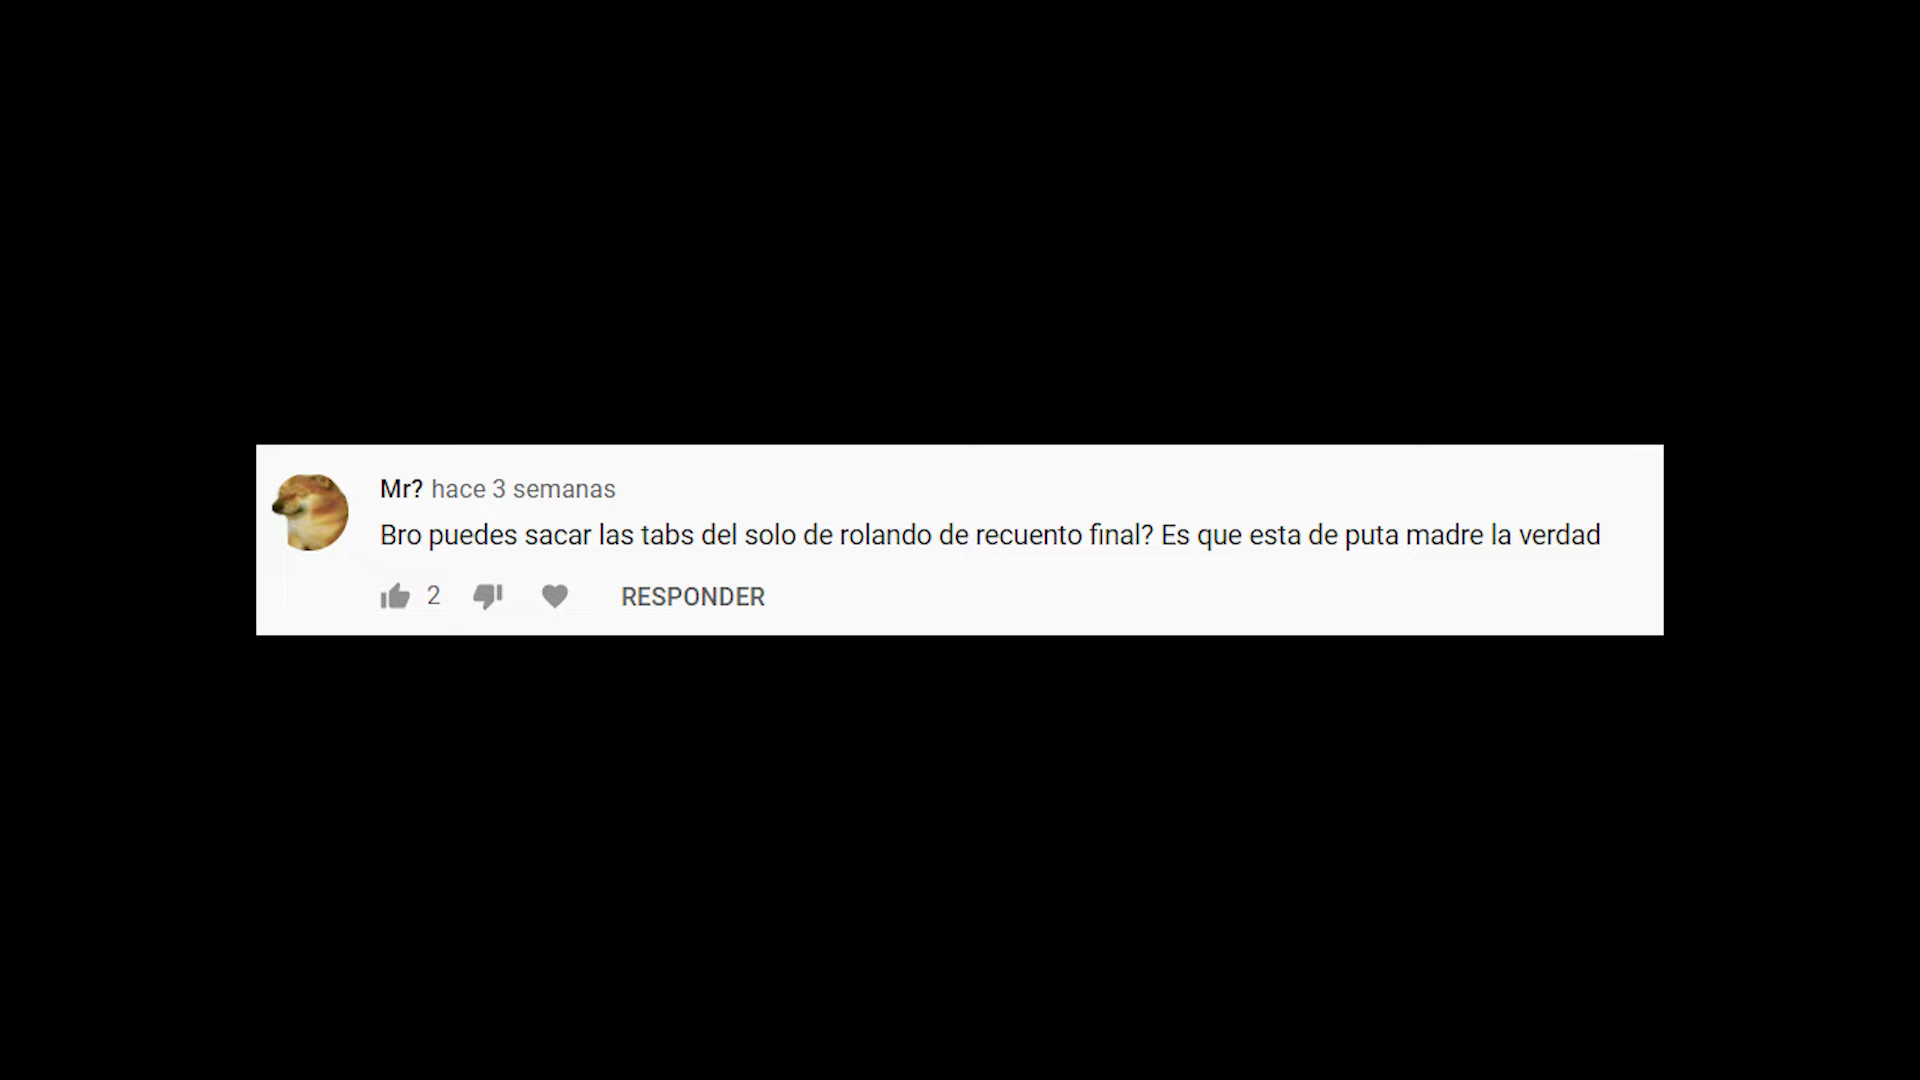 Mr? hace 3 semanas
Bro puedes sacar las tabs del solo de rolando de recuento final? Es que esta de puta madre la verdad
2 RESPONDER